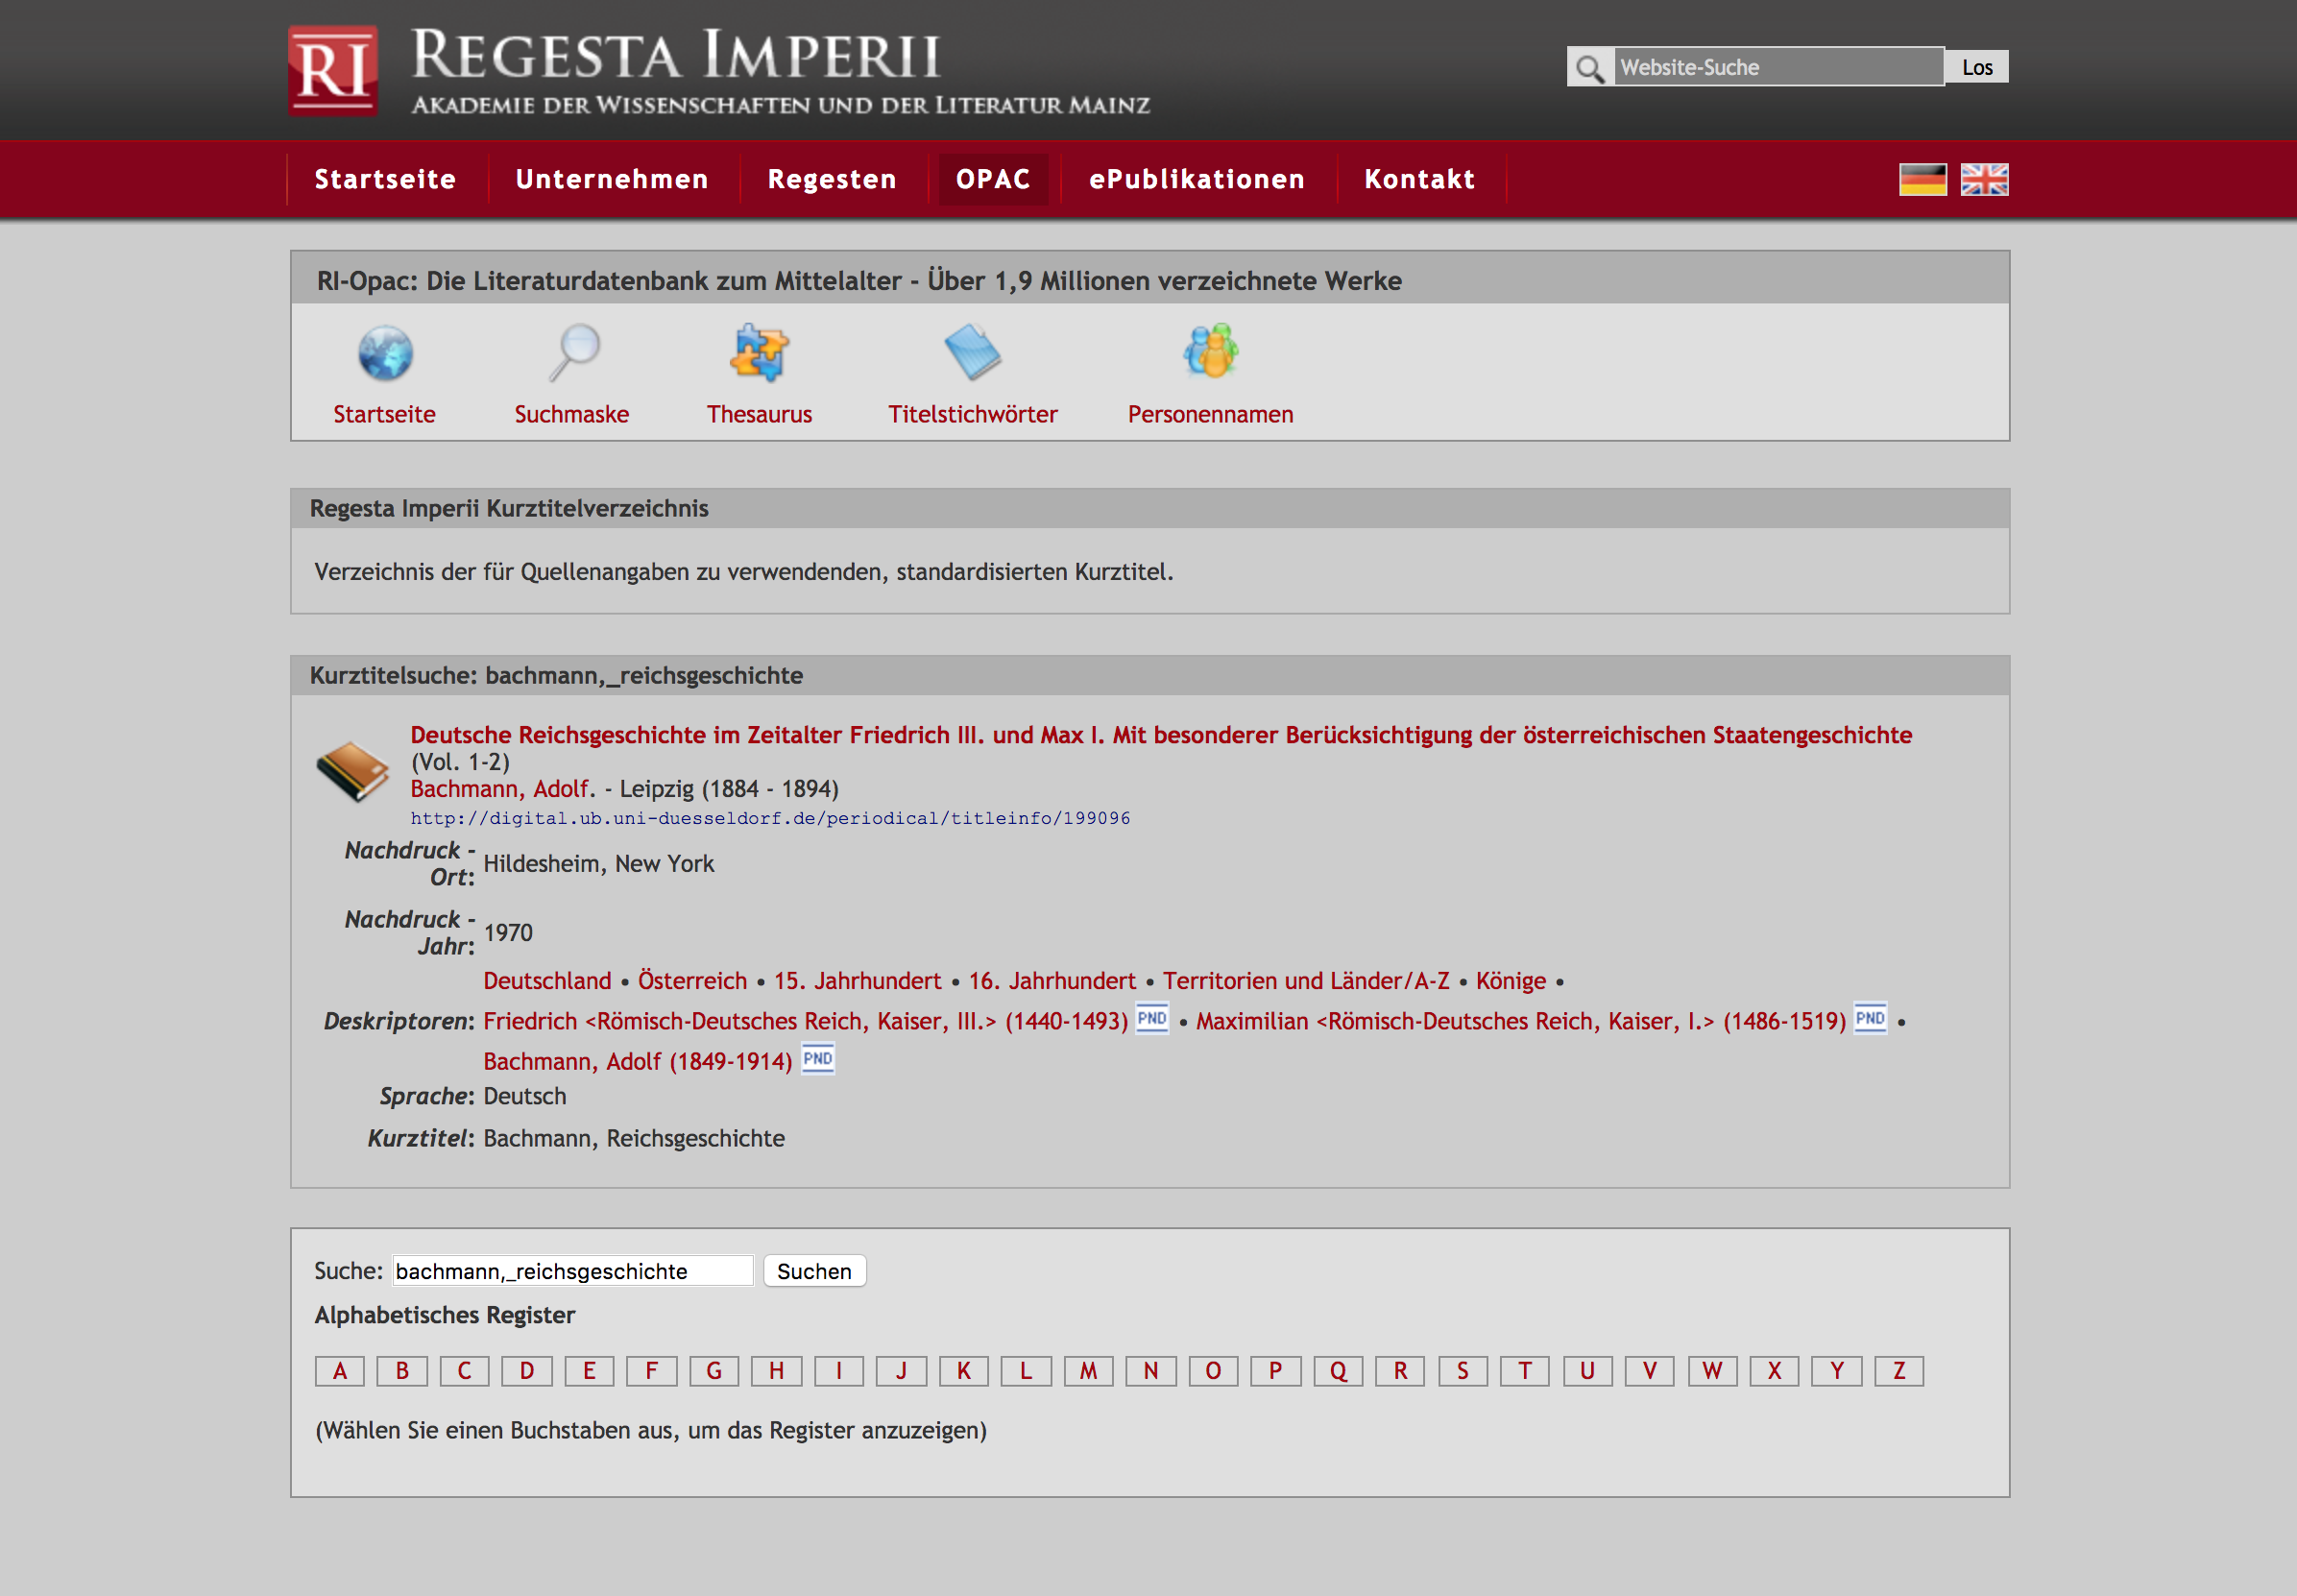 RI
REGESTA IMPERII
AKADEMIE DER WISSENSCHAFTEN UND DER LITERATUR MAINZ
Website-Suche
Los
Startseite
Unternehmen
Regesten
OPAC
ePublikationen
Kontakt
RI-Opac: Die Literaturdatenbank zum Mittelalter - Über 1,9 Millionen verzeichnete Werke
Startseite
Suchmaske
Thesaurus
Titelstichwörter
Personennamen
Regesta Imperii Kurztitelverzeichnis
Verzeichnis der für Quellenangaben zu verwendenden, standardisierten Kurztitel.
Kurztitelsuche: bachmann,_reichsgeschichte
Deutsche Reichsgeschichte im Zeitalter Friedrich III. und Max I. Mit besonderer Berücksichtigung der österreichischen Staatengeschichte
(Vol. 1-2)
Bachmann, Adolf. - Leipzig (1884 - 1894)
http://digital.ub.uni-duesseldorf.de/periodical/titleinfo/199096
Nachdruck -
Ort: Hildesheim, New York
Nachdruck -
Jahr: 1970
Deutschland • Österreich • 15. Jahrhundert • 16. Jahrhundert • Territorien und Länder/A-Z • Könige •
Deskriptoren: Friedrich <Römisch-Deutsches Reich, Kaiser, III.> (1440-1493) PND • Maximilian <Römisch-Deutsches Reich, Kaiser, I.> (1486-1519) PND •
Bachmann, Adolf (1849-1914) PND
Sprache: Deutsch
Kurztitel: Bachmann, Reichsgeschichte
Suche: bachmann,_reichsgeschichte Suchen
Alphabetisches Register
A B C D E F G H I J K L M N O P Q R S T U V W X Y Z
(Wählen Sie einen Buchstaben aus, um das Register anzuzeigen)